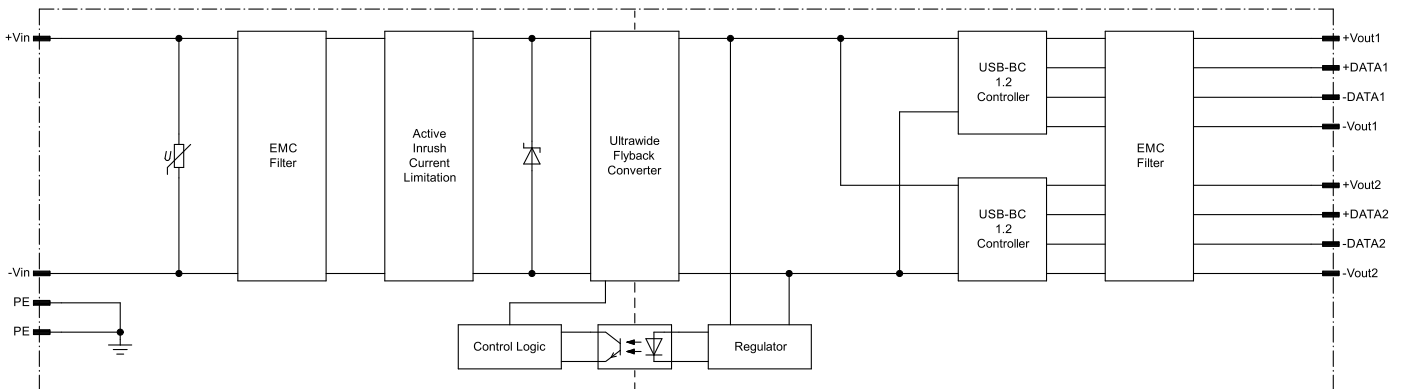 +Vin
-Vin
PE
PE
U
EMC
Filter
Active
Inrush
Current
Limitation
Ultrawide
Flyback
Converter
Control Logic
Regulator
USB-BC
1.2
Controller
USB-BC
1.2
Controller
EMC
Filter
+Vout1
+DATA1
-DATA1
-Vout1
+Vout2
+DATA2
-DATA2
-Vout2